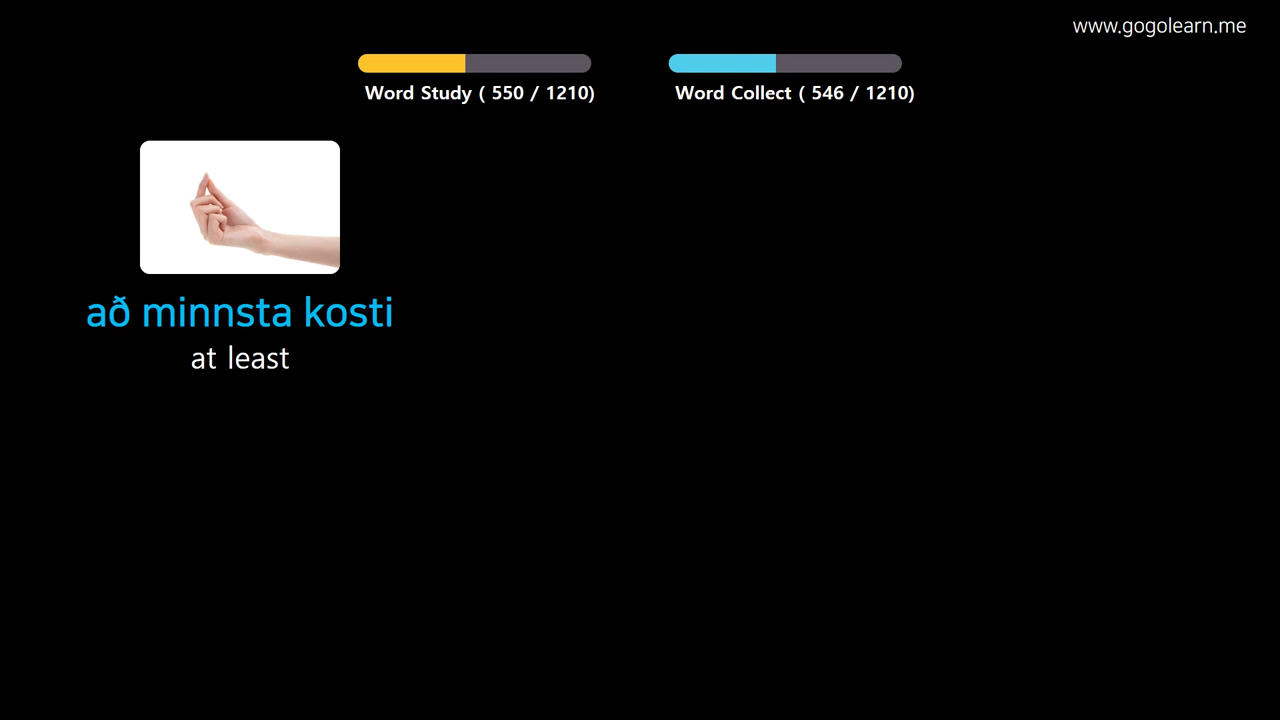 www.gogolearn.me
Word Study ( 550 / 1210)
Word Collect ( 546 / 1210)
að minnsta kosti
at least